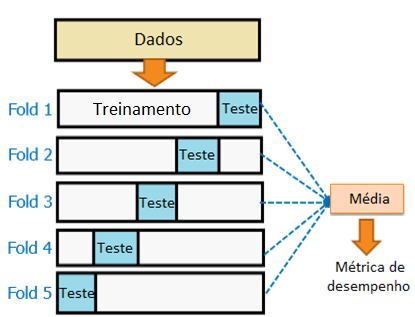 Dados
Fold 1
Treinamento
Teste
Fold 2
Teste
Fold 3
Teste
Média
Fold 4
Teste
Métrica de
desempenho
Fold 5
Teste